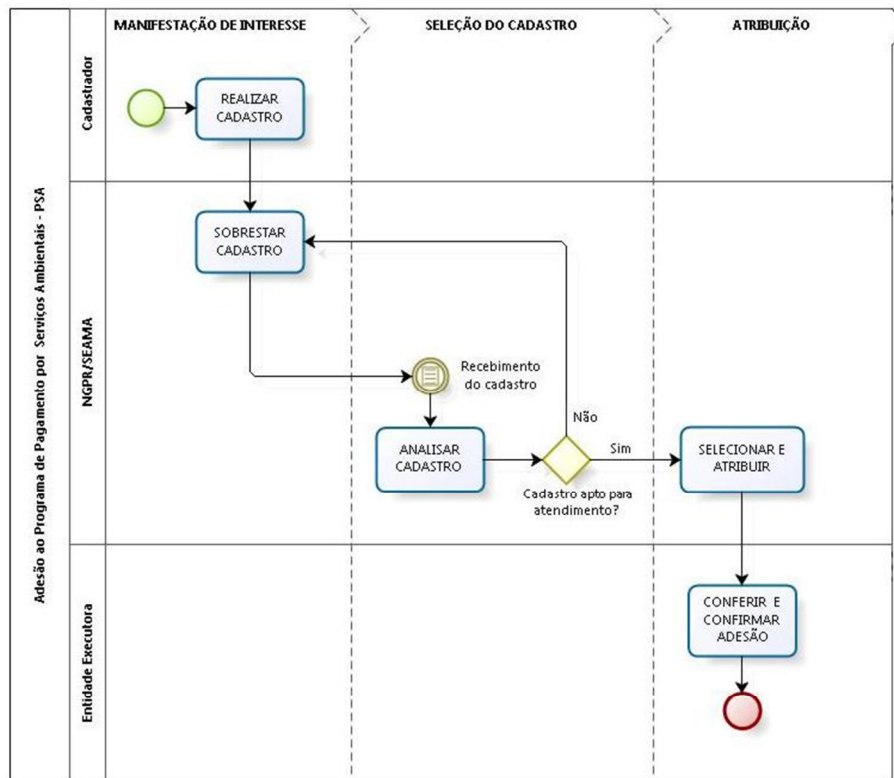 MANIFESTAÇÃO DE INTERESSE
SELEÇÃO DO CADASTRO
ATRIBUIÇÃO
Adesão ao Programa de Pagamento por Serviços Ambientais - PSA
Cadastrador
REALIZAR
CADASTRO
NGPR/SEAMA
SOBRESTAR
CADASTRO
Recebimento
do cadastro
ANALISAR
CADASTRO
Não
Sim
Cadastro apto para
atendimento?
SELECIONAR E
ATRIBUIR
Entidade Executora
CONFERIR E
CONFIRMAR
ADESÃO